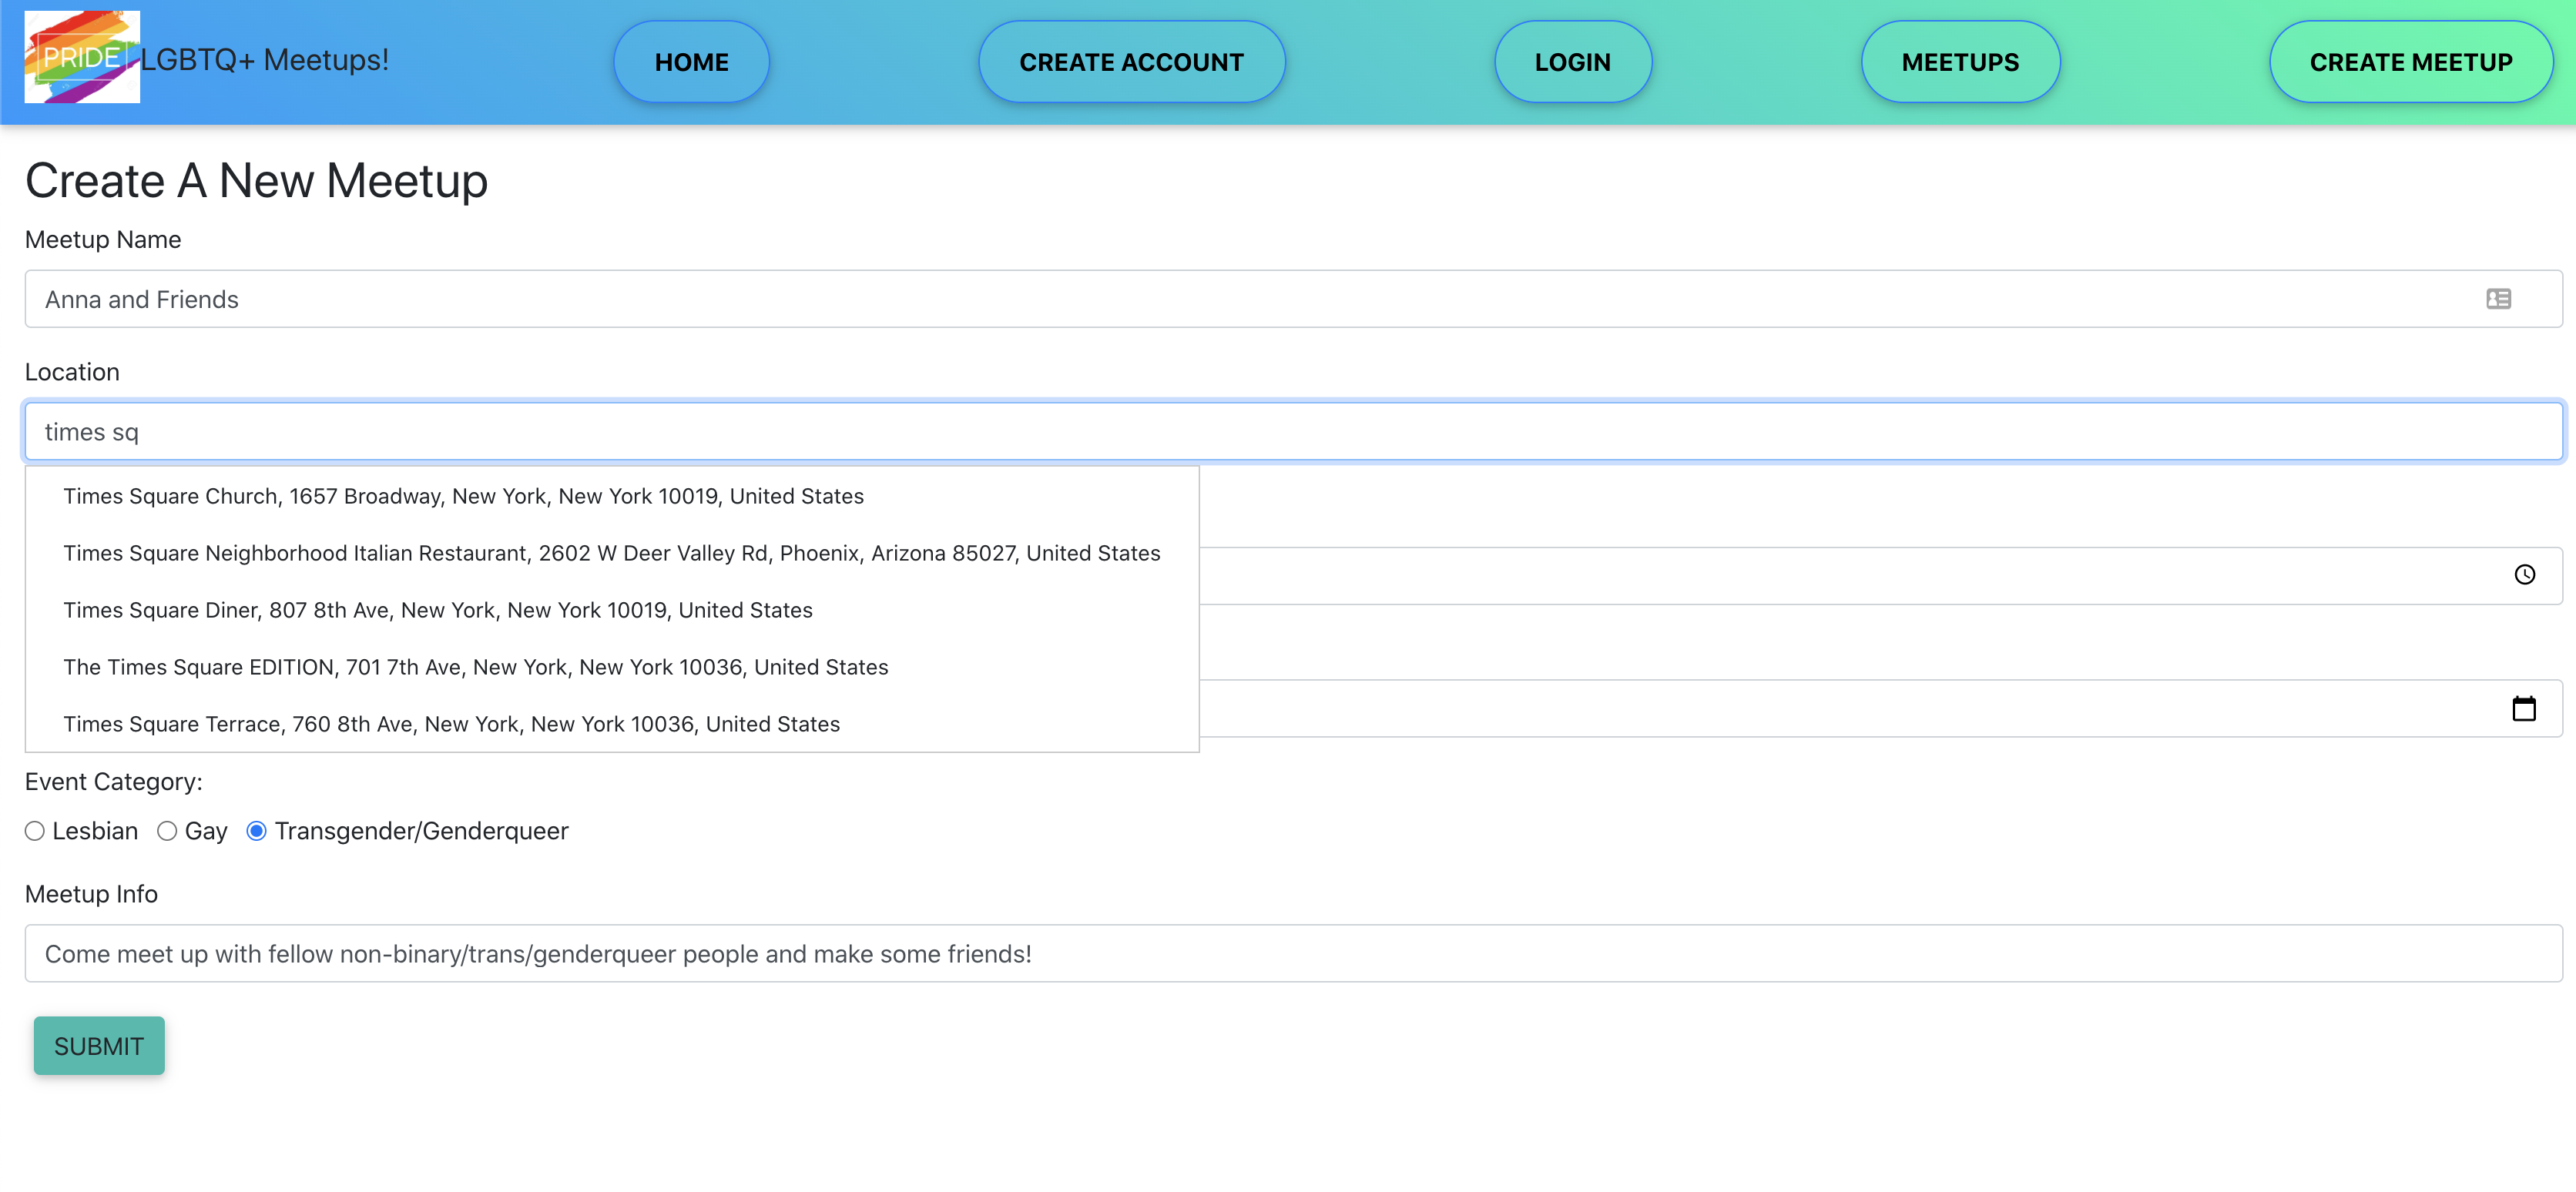 PRIDE
LGBTQ+ Meetups!
HOME
CREATE ACCOUNT
LOGIN
MEETUPS
CREATE MEETUP
Create A New Meetup
Meetup Name
Anna and Friends
Location
times sq
Times Square Church, 1657 Broadway, New York, New York 10019, United States
Times Square Neighborhood Italian Restaurant, 2602 W Deer Valley Rd, Phoenix, Arizona 85027, United States
Times Square Diner, 807 8th Ave, New York, New York 10019, United States
The Times Square EDITION, 701 7th Ave, New York, New York 10036, United States
Times Square Terrace, 760 8th Ave, New York, New York 10036, United States
Event Category:
Lesbian Gay Transgender/Genderqueer
Meetup Info
Come meet up with fellow non-binary/trans/genderqueer people and make some friends!
SUBMIT